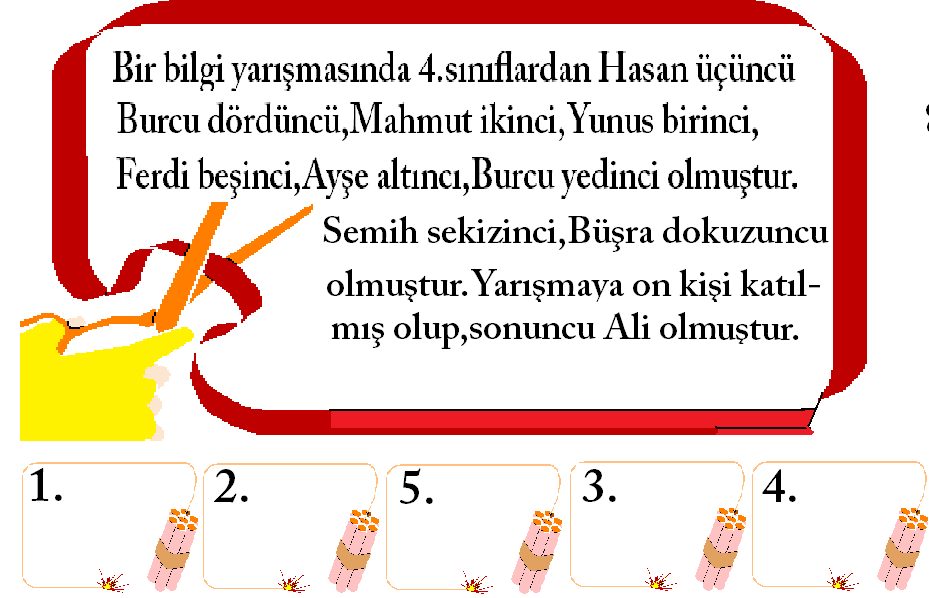 Bir bilgi yarışmasında 4.sınıflardan Hasan üçüncü
Burcu dördüncü,Mahmut ikinci,Yunus birinci,
Ferdi beşinci,Ayşe altıncı,Burcu yedinci olmuştur.
Semih sekizinci,Büşra dokuzuncu
olmuştur.Yarışmaya on kişi katıl-
mış olup,sonuncu Ali olmuştur.
1. 2. 5. 3. 4.